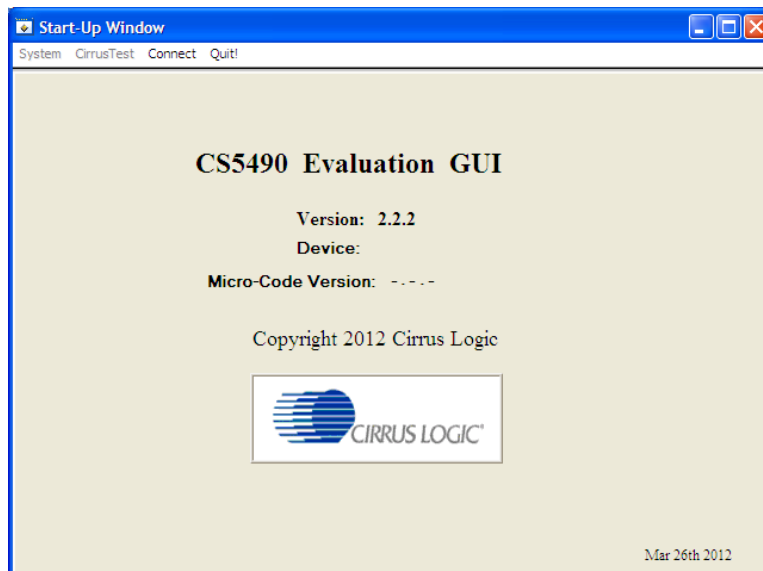 Start-Up Window
System CirrusTest Connect Quit!
CS5490 Evaluation GUI
Version: 2.2.2
Device:
Micro-Code Version: -.-.-
Copyright 2012 Cirrus Logic
CIRRUS LOGIC®
Mar 26th 2012